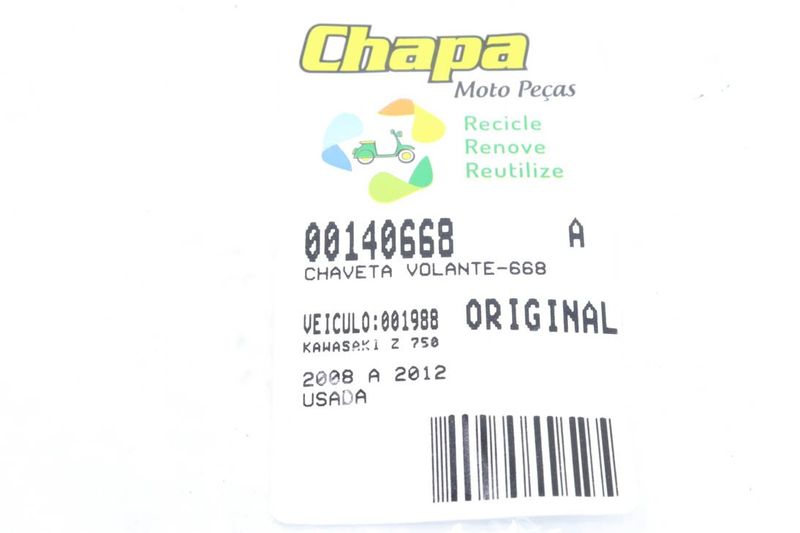 Chapa
Moto Peças
Recicle
Renove
Reutilize
00140668 A
CHAVETA VOLANTE-668
VEICULO:001988 ORIGINAL
KAWASAKI Z 750
2008 A 2012
USADA